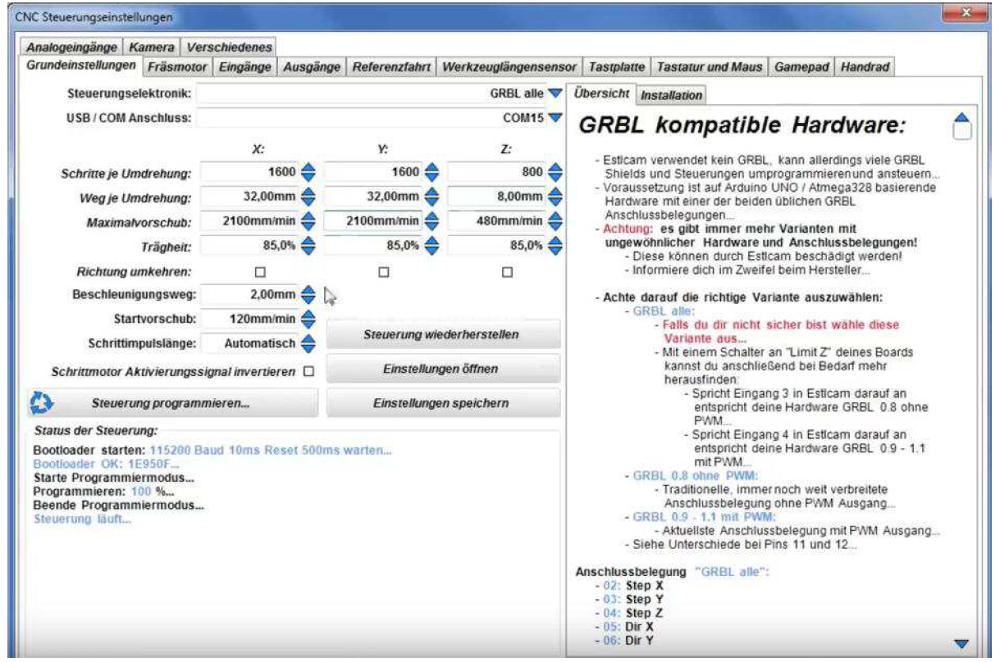 CNC Steuerungseinstellungen
Analogeingänge Kamera Verschiedenes
Grundeinstellungen Fräsmotor Eingänge Ausgänge Referenzfahrt Werkzeuglängensensor Tastplatte Tastatur und Maus Gamepad Handrad
Steuerungselektronik: GRBL alle
USB / COM Anschluss: COM15
X: Y: Z:
Schritte je Umdrehung: 1600 1600 800
Weg je Umdrehung: 32,00mm 32,00mm 8,00mm
Maximalvorschub: 2100mm/min 2100mm/min 480mm/min
Trägheit: 85,0% 85,0% 85,0%
Richtung umkehren:
Beschleunigungsweg: 2,00mm
Startvorschub: 120mm/min
Schrittimpulslänge: Automatisch
Schrittmotor Aktivierungssignal invertieren
Steuerung wiederherstellen
Einstellungen öffnen
Steuerung programmieren...
Einstellungen speichern
Status der Steuerung:
Bootloader starten: 115200 Baud 10ms Reset 500ms warten...
Bootloader OK: 1E950F...
Starte Programmiermodus...
Programmieren: 100 %...
Beende Programmiermodus...
Steuerung läuft...
Übersicht Installation
GRBL kompatible Hardware:
- Estlcam verwendet kein GRBL, kann allerdings viele GRBL
Shields und Steuerungen umprogrammieren und ansteuern...
- Voraussetzung ist auf Arduino UNO / Atmega328 basierende
Hardware mit einer der beiden üblichen GRBL
Anschlussbelegungen...
- Achtung: es gibt immer mehr Varianten mit
ungewöhnlicher Hardware und Anschlussbelegungen!
- Diese können durch Estlcam beschädigt werden!
- Informiere dich im Zweifel beim Hersteller...
- Achte darauf die richtige Variante auszuwählen:
- GRBL alle:
- Falls du dir nicht sicher bist wähle diese
Variante aus...
- Mit einem Schalter an "Limit Z" deines Boards
kannst du anschließend bei Bedarf mehr
herausfinden:
- Spricht Eingang 3 in Estlcam darauf an
entspricht deine Hardware GRBL 0.8 ohne
PWM...
- Spricht Eingang 4 in Estlcam darauf an
entspricht deine Hardware GRBL 0.9 - 1.1
mit PWM...
- GRBL 0.8 ohne PWM:
- Traditionelle, immer noch weit verbreitete
Anschlussbelegung ohne PWM Ausgang...
- GRBL 0.9 - 1.1 mit PWM:
- Aktuellste Anschlussbelegung mit PWM Ausgang...
- Siehe Unterschiede bei Pins 11 und 12...
Anschlussbelegung "GRBL alle":
- 02: Step X
- 03: Step Y
- 04: Step Z
- 05: Dir X
- 06: Dir Y